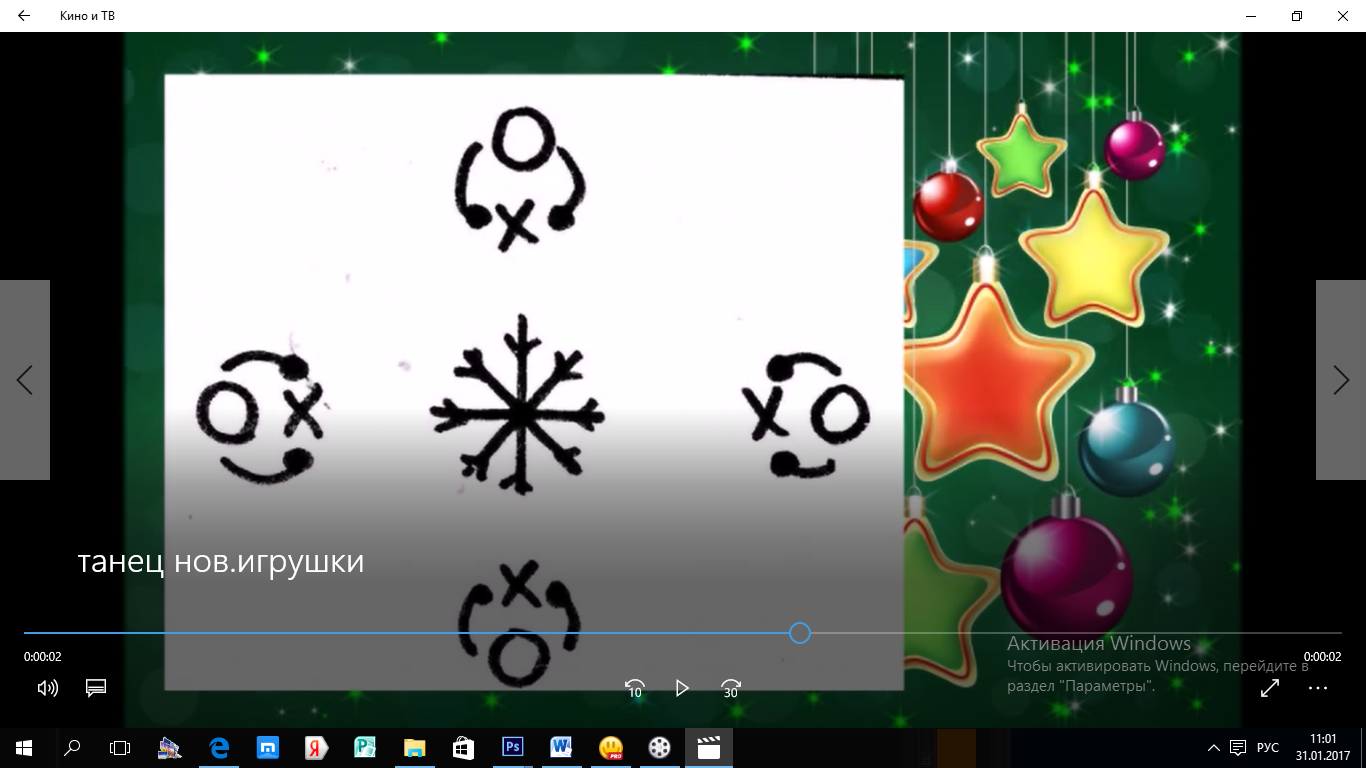 Кино и ТВ
танец нов.игрушки
0:00:02
0:00:02
Активация Windows
Чтобы активировать Windows, перейдите в
раздел "Параметры".
10
30
РУС
11:01
31.01.2017